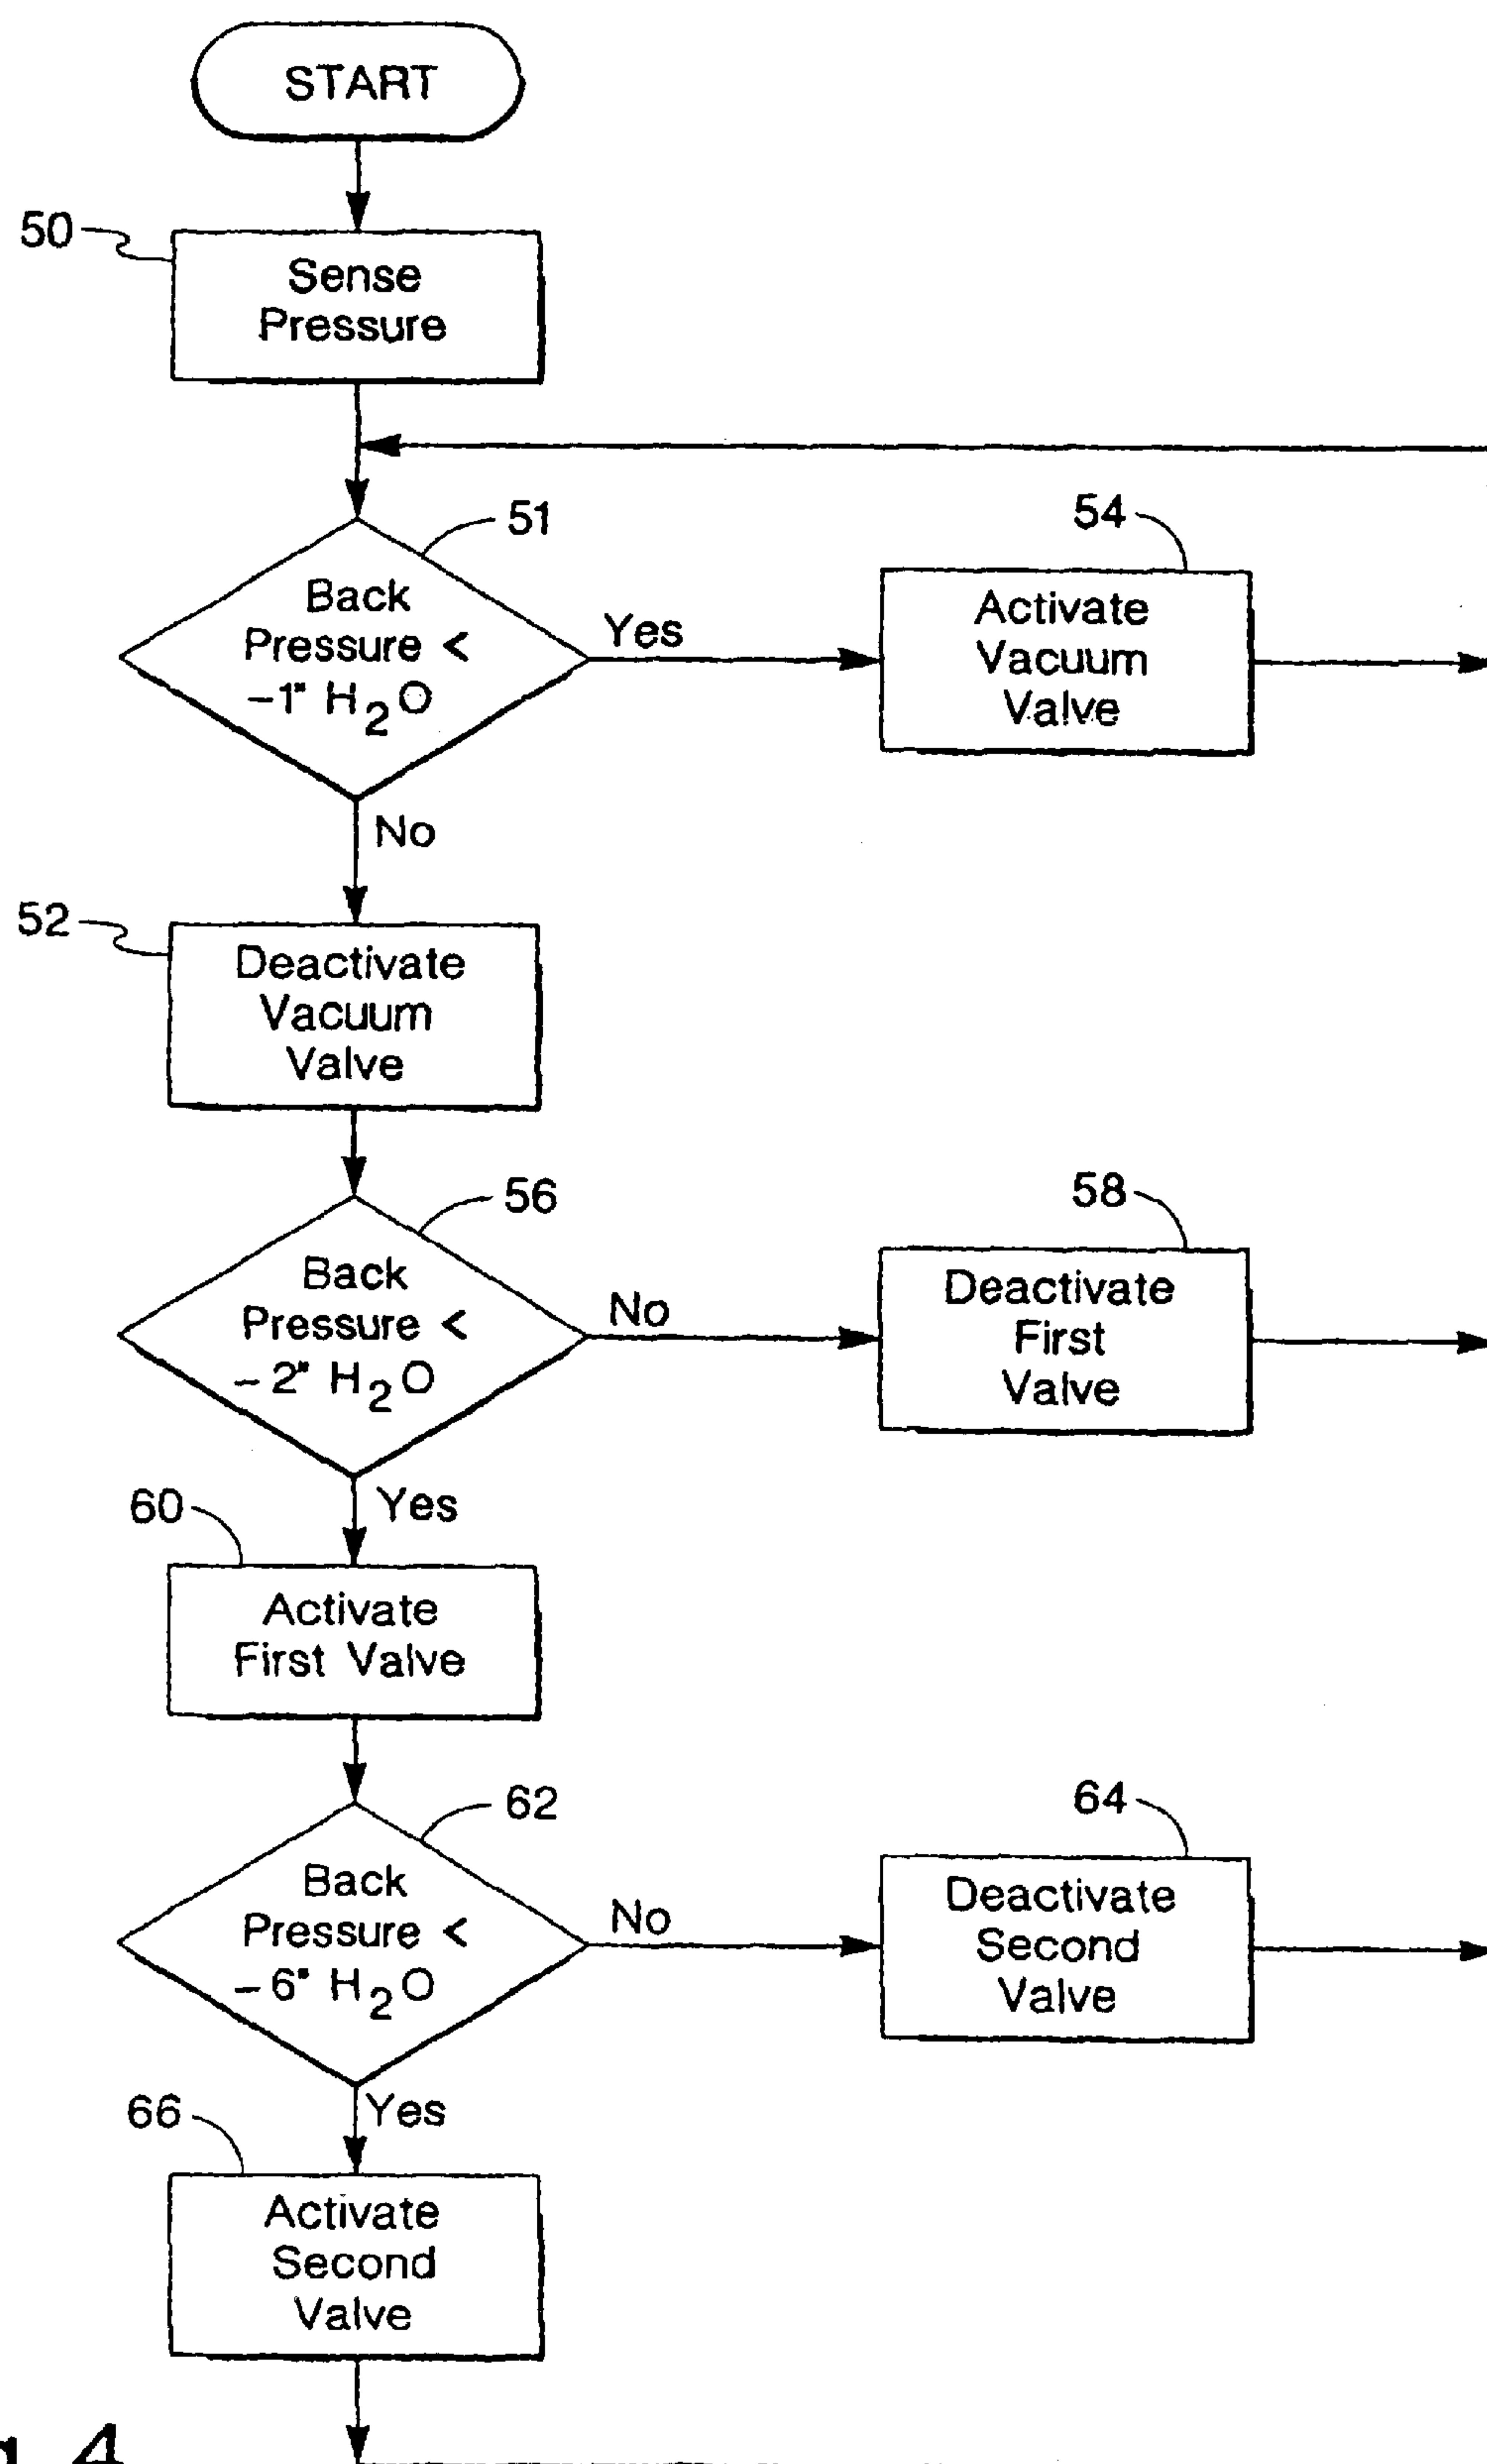 START
50
Sense
Pressure
51
Back
Pressure <
-1" H2O
Yes
54
Activate
Vacuum
Valve
No
52
Deactivate
Vacuum
Valve
56
Back
Pressure <
-2" H2O
No
58
Deactivate
First
Valve
Yes
60
Activate
First Valve
62
Back
Pressure <
-6" H2O
No
64
Deactivate
Second
Valve
Yes
66
Activate
Second
Valve
4